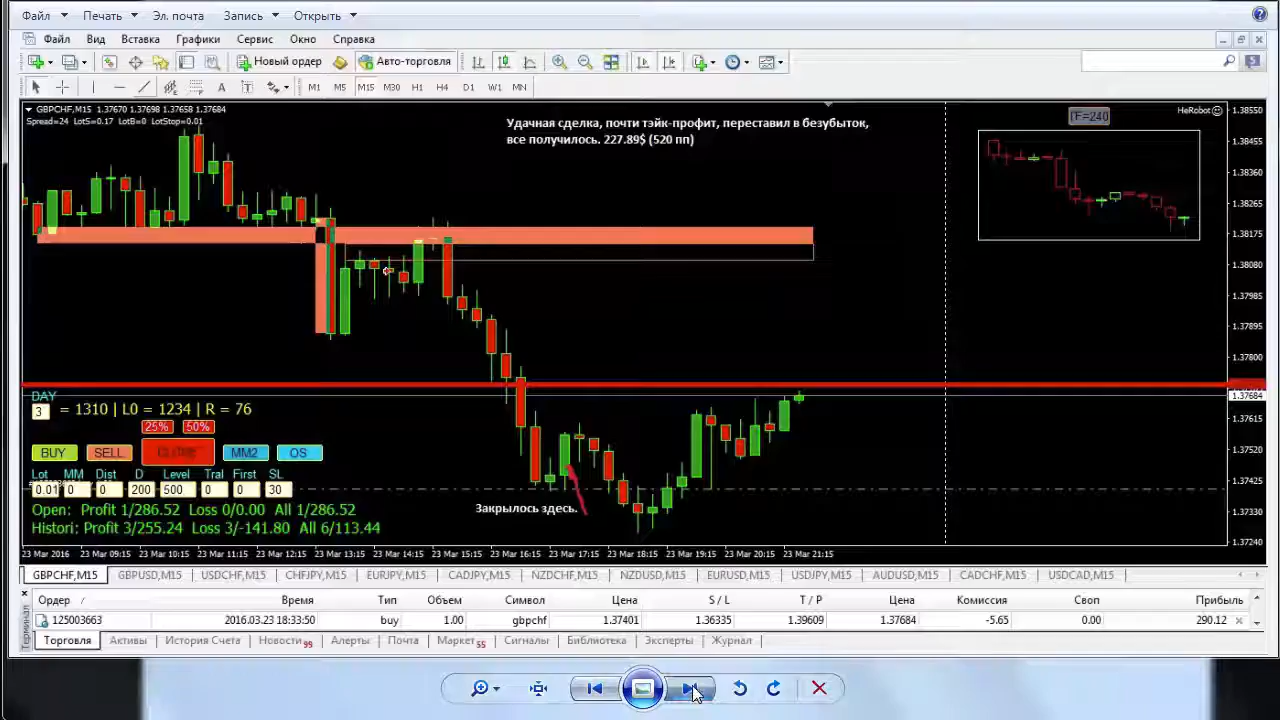 Файл Печать Эл. почта Запись Открыть
Файл Вид Вставка Графики Сервис Окно Справка
Новый ордер Авто-торговля
A T M1 M5 M15 M30 H1 H4 D1 W1 MN
GBPCHF,M15 1.37670 1.37698 1.37658 1.37684
Spread=24 LotS=0.17 LotB=0 LotStop=0.01
Удачная сделка, почти тэйк-профит, переставил в безубыток,
все получилось. 227.89$ (520 пп)
TF=240
HeRobot
1.38550
1.38455
1.38360
1.38265
1.38175
1.38080
1.37985
1.37895
1.37800
1.37684
1.37615
1.37520
1.37425
1.37330
1.37240
DAY
3 = 1310 | L0 = 1234 | R = 76
25% 50%
BUY SELL CLOSE MM2 OS
Lot MM Dist D Level Tral First SL
0.01 0 0 200 500 0 0 30
Open: Profit 1/286.52 Loss 0/0.00 All 1/286.52
Histori: Profit 3/255.24 Loss 3/-141.80 All 6/113.44
Закрылось здесь.
23 Mar 2016 23 Mar 09:15 23 Mar 10:15 23 Mar 11:15 23 Mar 12:15 23 Mar 13:15 23 Mar 14:15 23 Mar 15:15 23 Mar 16:15 23 Mar 17:15 23 Mar 18:15 23 Mar 19:15 23 Mar 20:15 23 Mar 21:15
GBPCHF,M15 GBPUSD,M15 USDCHF,M15 CHFJPY,M15 EURJPY,M15 CADJPY,M15 NZDCHF,M15 NZDUSD,M15 EURUSD,M15 USDJPY,M15 AUDUSD,M15 CADCHF,M15 USDCAD,M15
Ордер / Время Тип Объем Символ Цена S / L T / P Цена Комиссия Своп Прибыль
125003663 2016.03.23 18:33:50 buy 1.00 gbpchf 1.37401 1.36335 1.39609 1.37684 -5.65 0.00 290.12
Терминал
Торговля Активы История Счета Новости 99 Алерты Почта Маркет 55 Сигналы Библиотека Эксперты Журнал